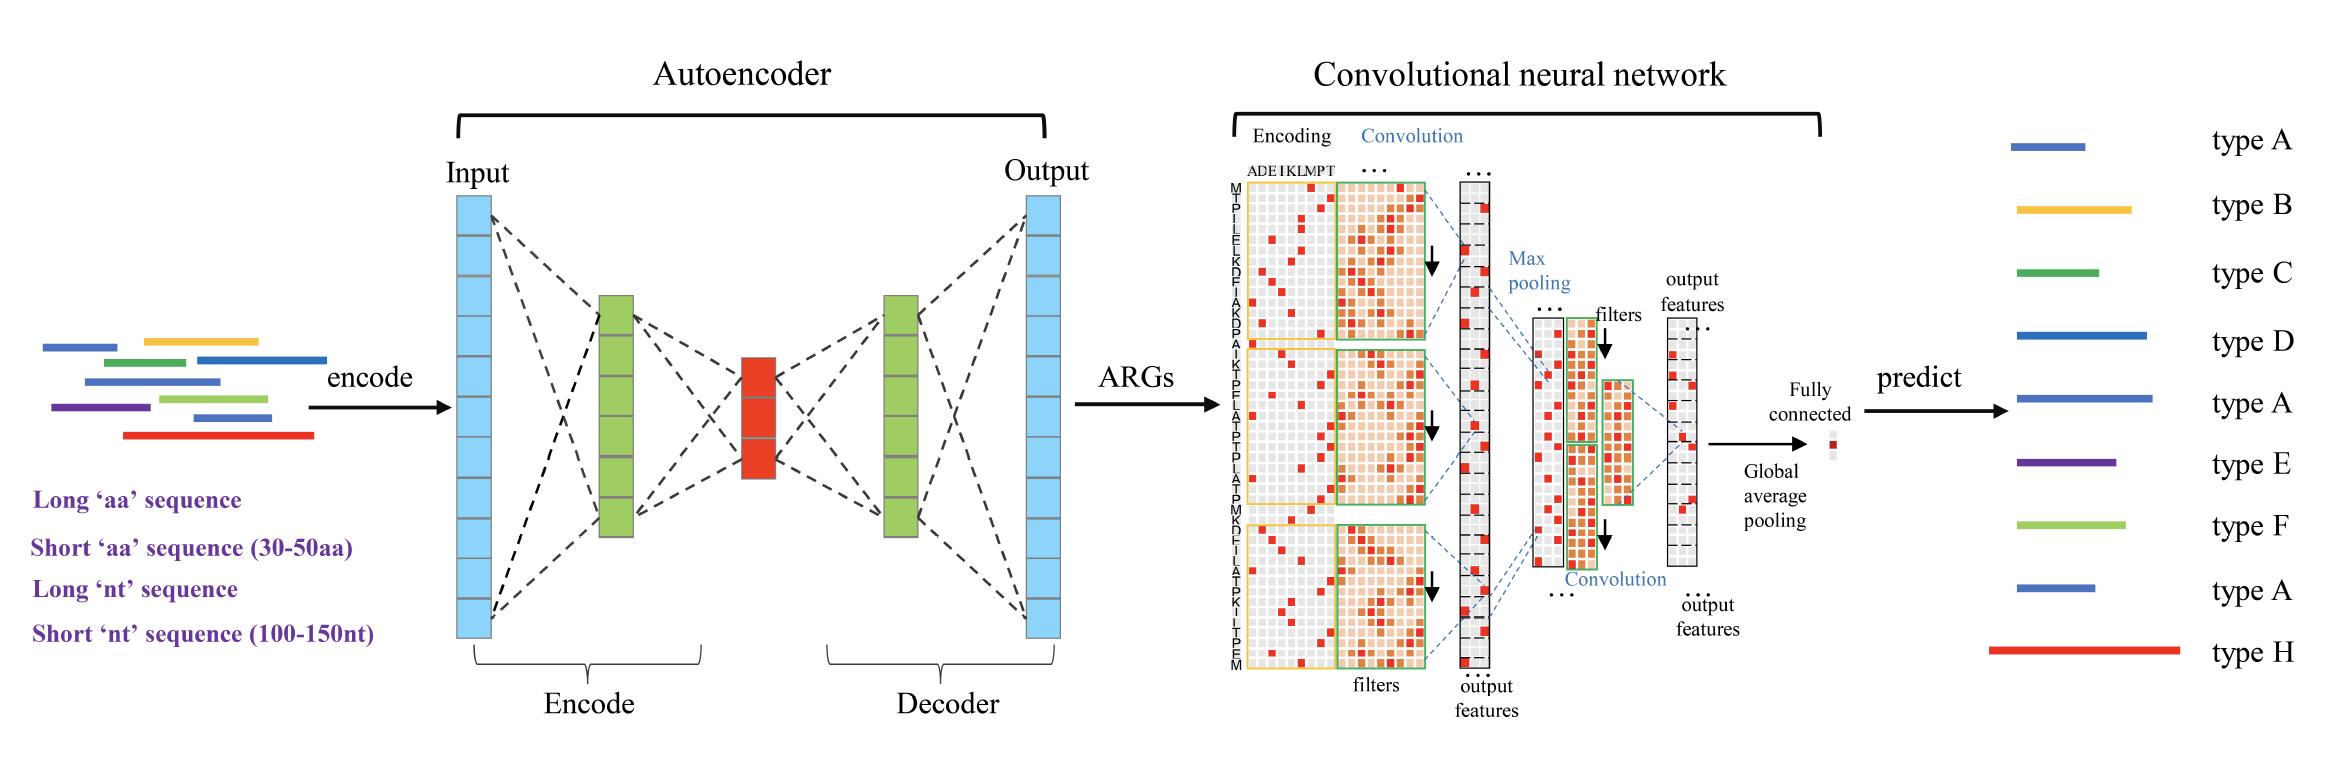 Autoencoder
Convolutional neural network
Encoding
Convolution
Input
Output
ADEIKLMPT
...
...
M
T
P
I
L
E
L
K
D
F
I
A
K
D
P
A
I
K
T
P
F
L
A
T
P
T
P
L
A
T
P
M
K
D
F
I
L
A
T
P
K
I
T
P
E
M
filters
...
output
features
Max
pooling
...
filters
Convolution
...
output
features
...
...
output
features
Fully
connected
Global
average
pooling
encode
ARGs
predict
Long ‘aa’ sequence
Short ‘aa’ sequence (30-50aa)
Long ‘nt’ sequence
Short ‘nt’ sequence (100-150nt)
Encode
Decoder
type A
type B
type C
type D
type A
type E
type F
type A
type H